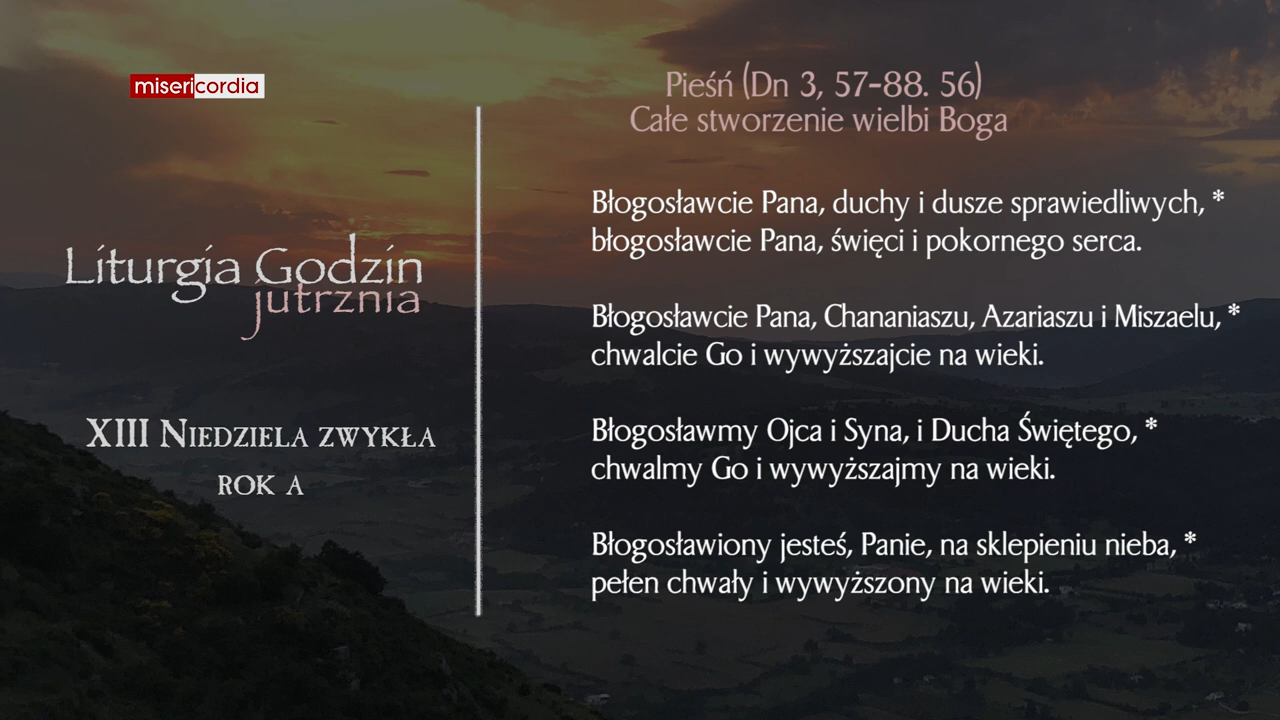 misericordia
Liturgia Godzin
jutrznia
XIII Niedziela zwykła
rok A
Pieśń (Dn 3, 57-88. 56)
Całe stworzenie wielbi Boga
Błogosławcie Pana, duchy i dusze sprawiedliwych, *
błogosławcie Pana, święci i pokornego serca.
Błogosławcie Pana, Chananiaszu, Azariaszu i Miszaelu, *
chwalcie Go i wywyższajcie na wieki.
Błogosławmy Ojca i Syna, i Ducha Świętego, *
chwalmy Go i wywyższajmy na wieki.
Błogosławiony jesteś, Panie, na sklepieniu nieba, *
pełen chwały i wywyższony na wieki.